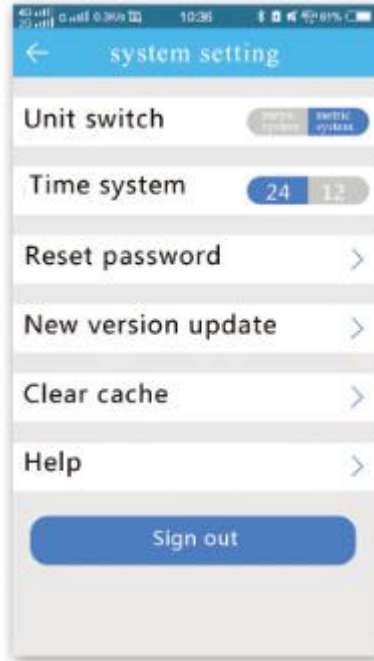 10:36
system setting
Unit switch
metric system
Time system
24 12
Reset password
New version update
Clear cache
Help
Sign out